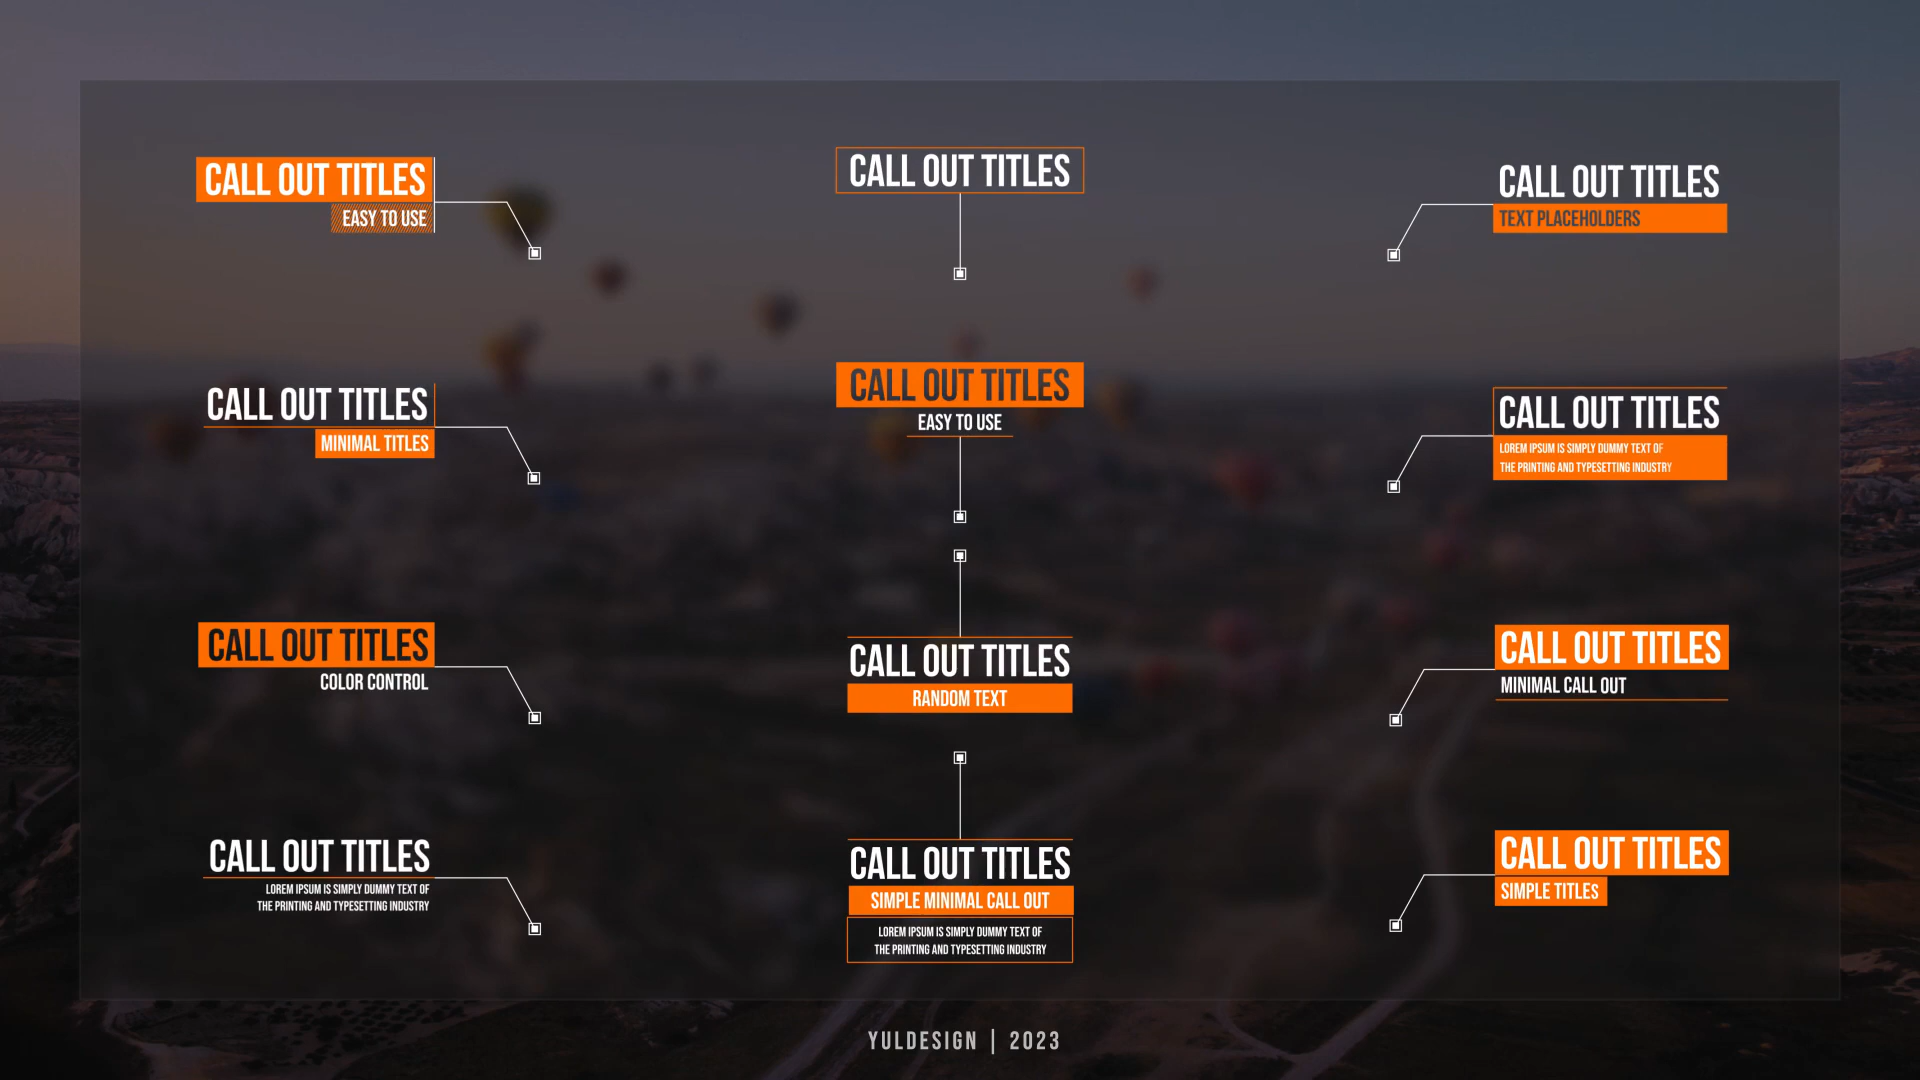 CALL OUT TITLES
EASY TO USE
CALL OUT TITLES
CALL OUT TITLES
TEXT PLACEHOLDERS
CALL OUT TITLES
MINIMAL TITLES
CALL OUT TITLES
EASY TO USE
CALL OUT TITLES
LOREM IPSUM IS SIMPLY DUMMY TEXT OF
THE PRINTING AND TYPESETTING INDUSTRY
CALL OUT TITLES
COLOR CONTROL
CALL OUT TITLES
RANDOM TEXT
CALL OUT TITLES
MINIMAL CALL OUT
CALL OUT TITLES
LOREM IPSUM IS SIMPLY DUMMY TEXT OF
THE PRINTING AND TYPESETTING INDUSTRY
CALL OUT TITLES
SIMPLE MINIMAL CALL OUT
LOREM IPSUM IS SIMPLY DUMMY TEXT OF
THE PRINTING AND TYPESETTING INDUSTRY
CALL OUT TITLES
SIMPLE TITLES
YULDESIGN | 2023